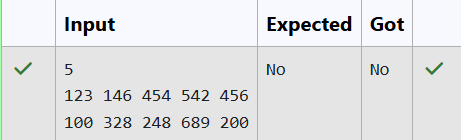 Input Expected Got
5 No No
123 146 454 542 456
100 328 248 689 200